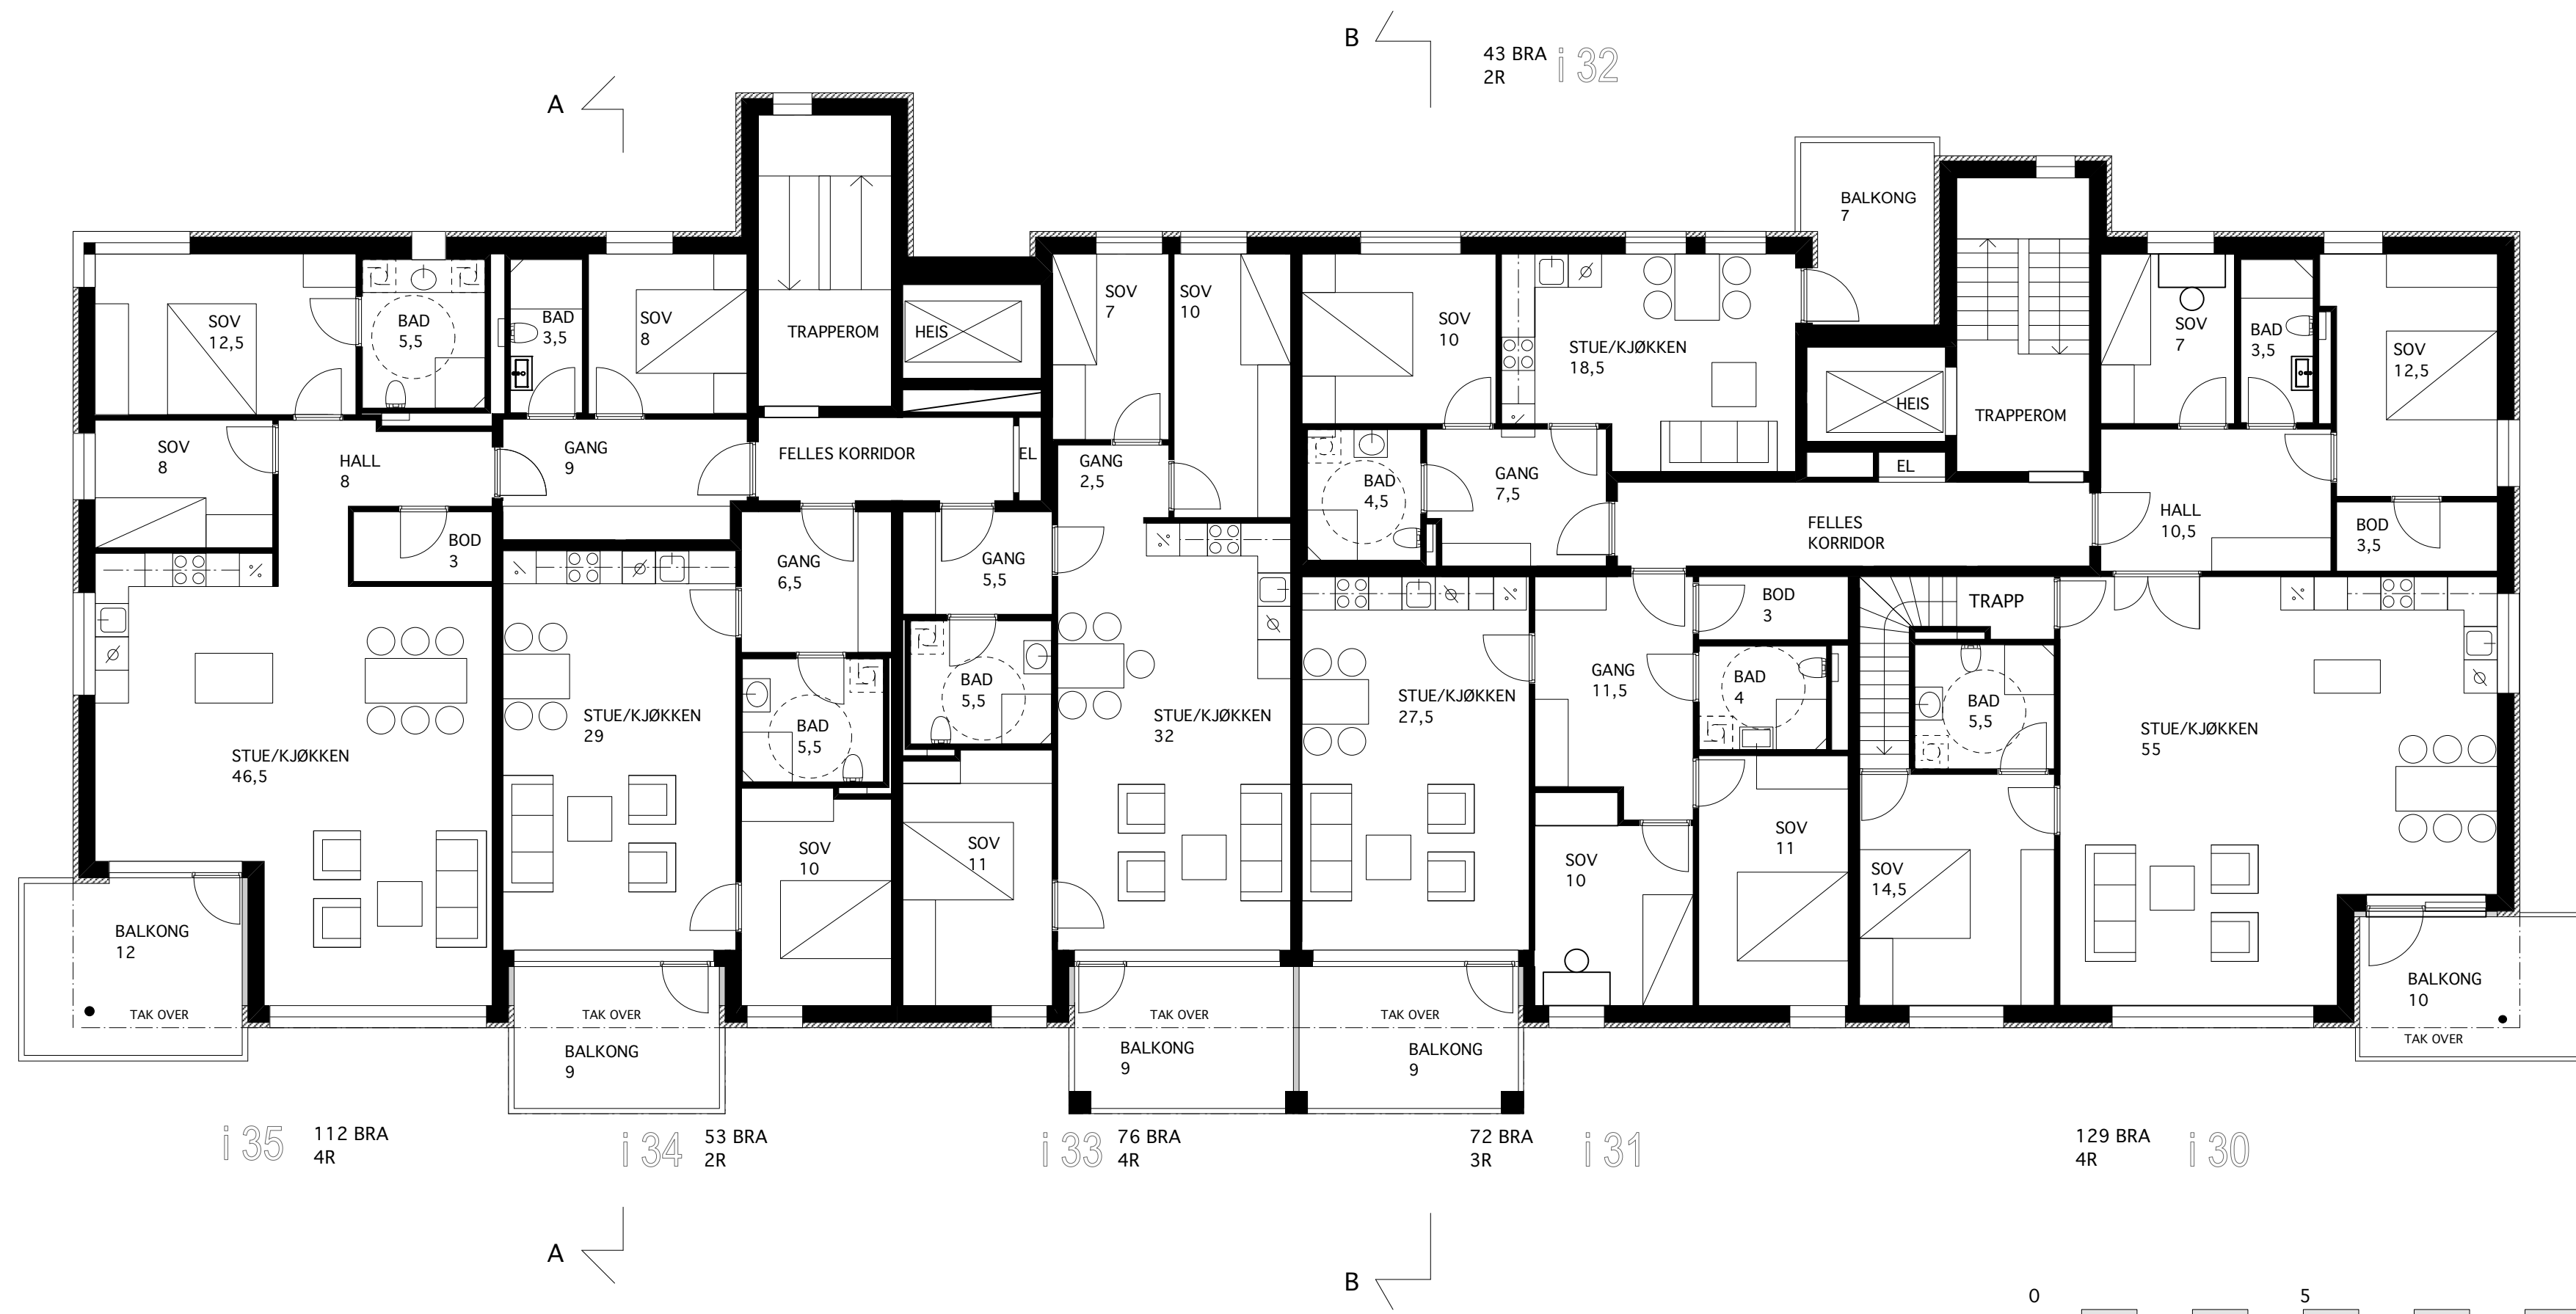 B
43 BRA
i 32
2R
A
BALKONG
7
SOV
12,5
BAD
5,5
BAD
3,5
SOV
8
TRAPPEROM
HEIS
SOV
7
SOV
10
SOV
10
STUE/KJØKKEN
18,5
HEIS
TRAPPEROM
SOV
7
BAD
3,5
SOV
12,5
SOV
8
HALL
8
GANG
9
FELLES KORRIDOR
EL
GANG
2,5
BAD
4,5
GANG
7,5
EL
FELLES
KORRIDOR
HALL
10,5
BOD
3,5
BOD
3
GANG
6,5
GANG
5,5
BOD
3
TRAPP
STUE/KJØKKEN
46,5
STUE/KJØKKEN
29
BAD
5,5
BAD
5,5
STUE/KJØKKEN
32
STUE/KJØKKEN
27,5
GANG
11,5
BAD
4
BAD
5,5
STUE/KJØKKEN
55
SOV
10
SOV
11
SOV
10
SOV
11
SOV
14,5
BALKONG
12
TAK OVER
TAK OVER
BALKONG
9
TAK OVER
BALKONG
9
TAK OVER
BALKONG
9
BALKONG
10
TAK OVER
i 35
112 BRA
4R
i 34
53 BRA
2R
i 33
76 BRA
4R
72 BRA
3R
i 31
129 BRA
4R
i 30
A
B
0
5